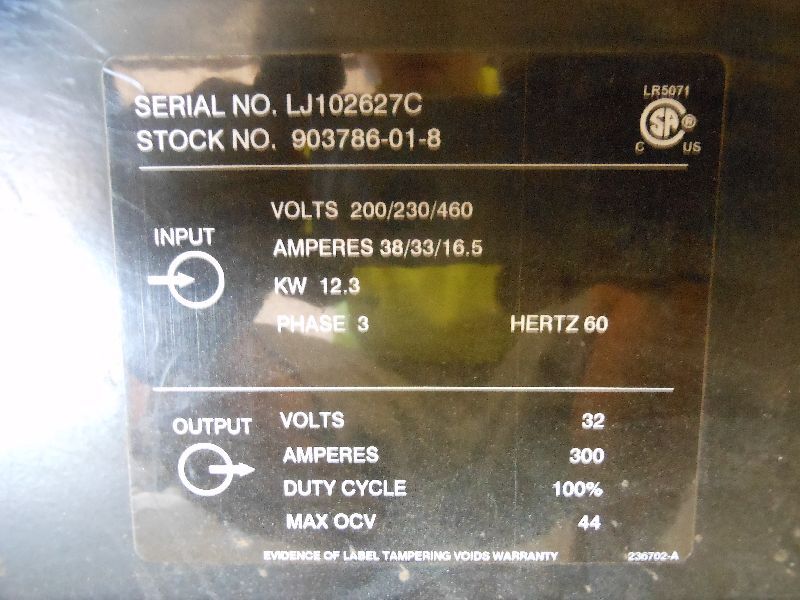 LR5071
SERIAL NO. LJ102627C
SA ®
STOCK NO. 903786-01-8
C US
VOLTS 200/230/460
INPUT
AMPERES 38/33/16.5
KW 12.3
PHASE 3 HERTZ 60
OUTPUT
VOLTS 32
AMPERES 300
DUTY CYCLE 100%
MAX OCV 44
EVIDENCE OF LABEL TAMPERING VOIDS WARRANTY 236702-A